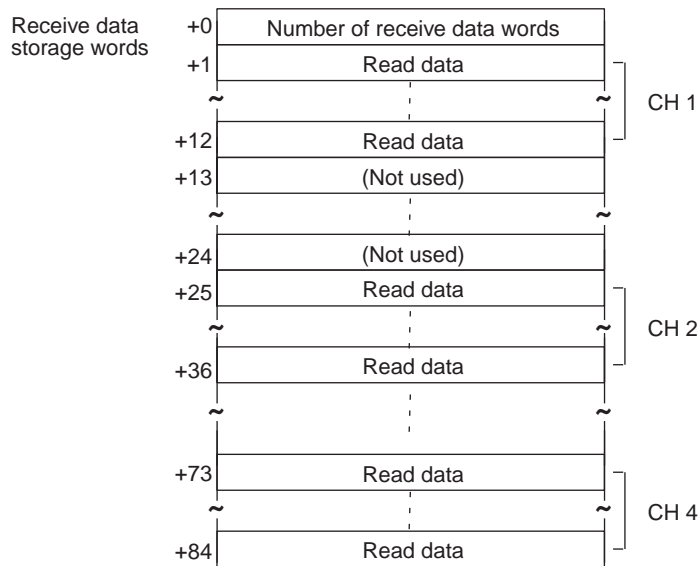 Receive data
storage words
+0 Number of receive data words
+1 Read data
CH 1
+12 Read data
+13 (Not used)
+24 (Not used)
+25 Read data
CH 2
+36 Read data
+73 Read data
CH 4
+84 Read data